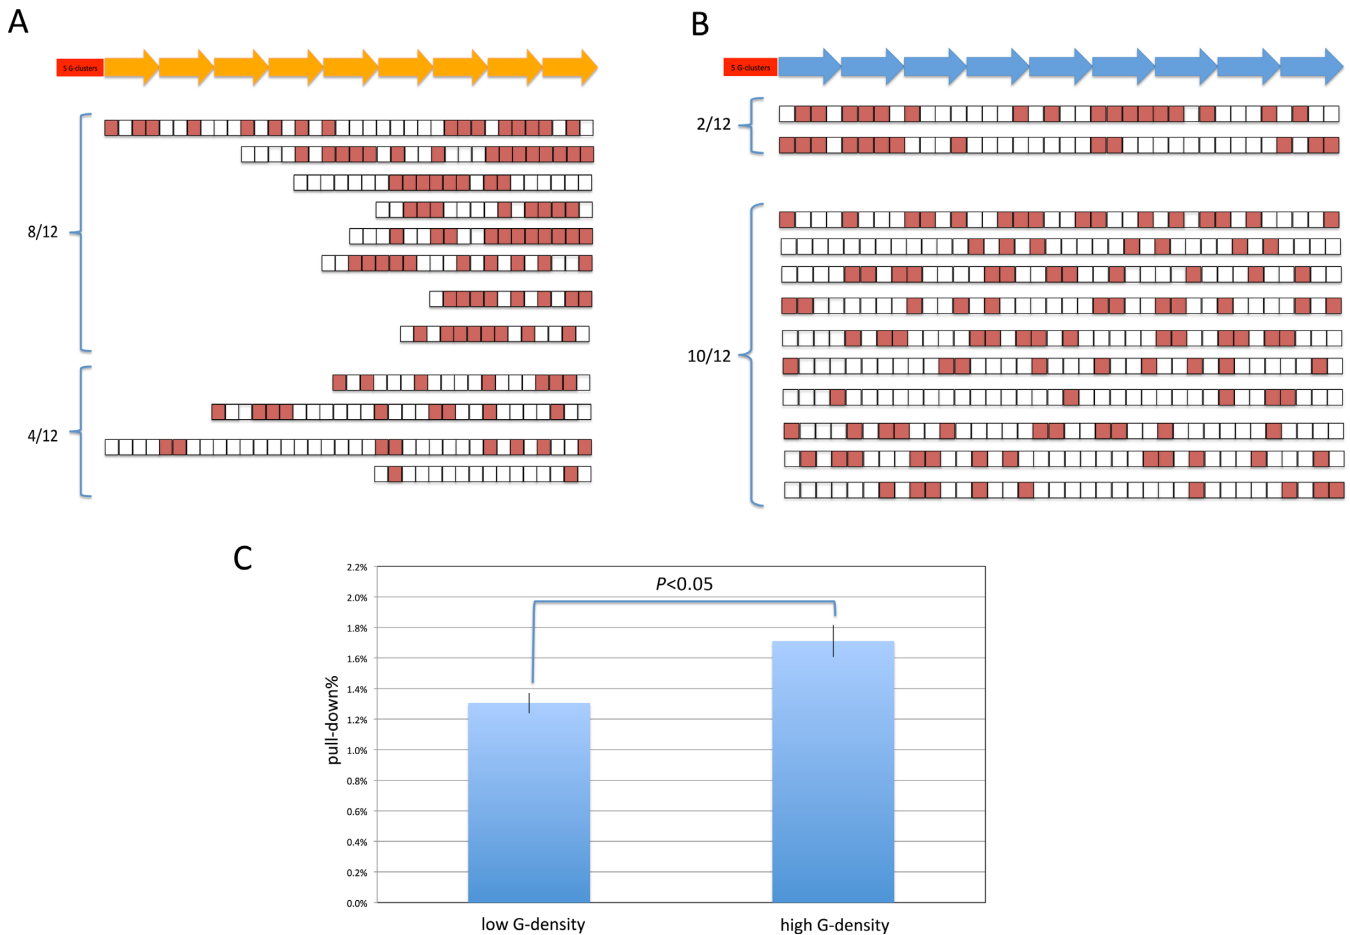 A
B
5 G-clusters
5 G-clusters
8/12
4/12
2/12
10/12
C
P<0.05
pull-down%
2.2%
2.0%
1.8%
1.6%
1.4%
1.2%
1.0%
0.8%
0.6%
0.4%
0.2%
0.0%
low G-density
high G-density